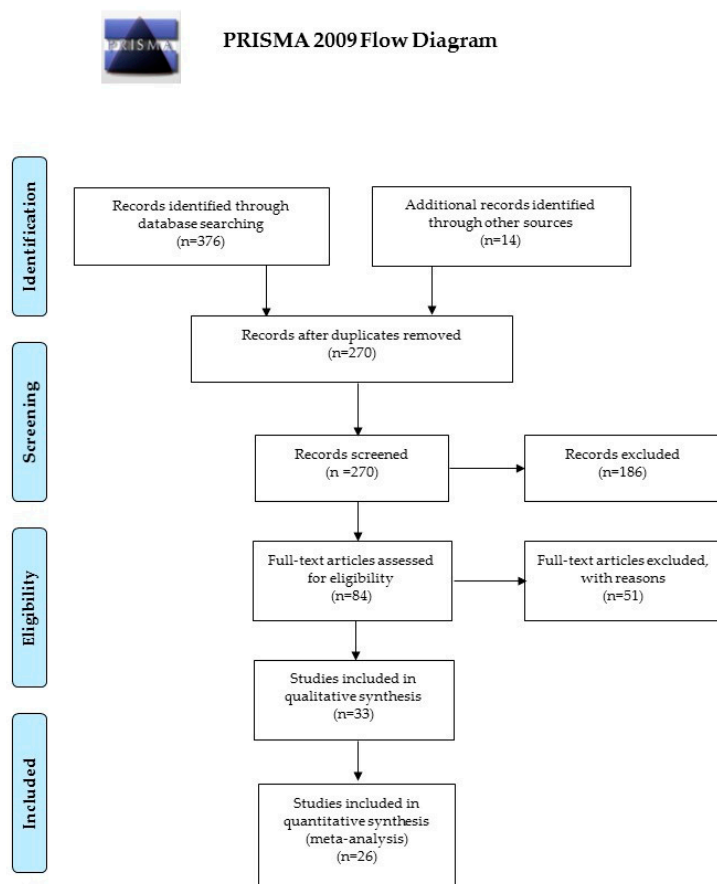 PRISMA
PRISMA 2009 Flow Diagram
Identification
Records identified through
database searching
(n=376)
Additional records identified
through other sources
(n=14)
Records after duplicates removed
(n=270)
Screening
Records screened
(n =270)
Records excluded
(n=186)
Eligibility
Full-text articles assessed
for eligibility
(n=84)
Full-text articles excluded,
with reasons
(n=51)
Studies included in
qualitative synthesis
(n=33)
Included
Studies included in
quantitative synthesis
(meta-analysis)
(n=26)